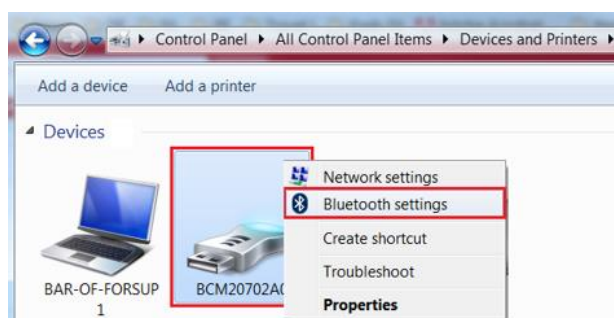 Control Panel ▸ All Control Panel Items ▸ Devices and Printers ▸
Add a device Add a printer
Devices
Network settings
Bluetooth settings
Create shortcut
Troubleshoot
Properties
BAR-OF-FORSUP
1
BCM20702A0